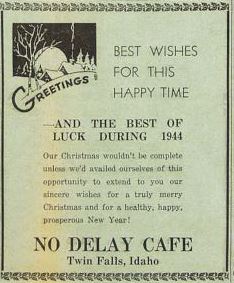 GREETINGS
BEST WISHES
FOR THIS
HAPPY TIME
—AND THE BEST OF
LUCK DURING 1944
Our Christmas wouldn't be complete
unless we'd availed ourselves of this
opportunity to extend to you our
sincere wishes for a truly merry
Christmas and for a healthy, happy,
prosperous New Year!
NO DELAY CAFE
Twin Falls, Idaho